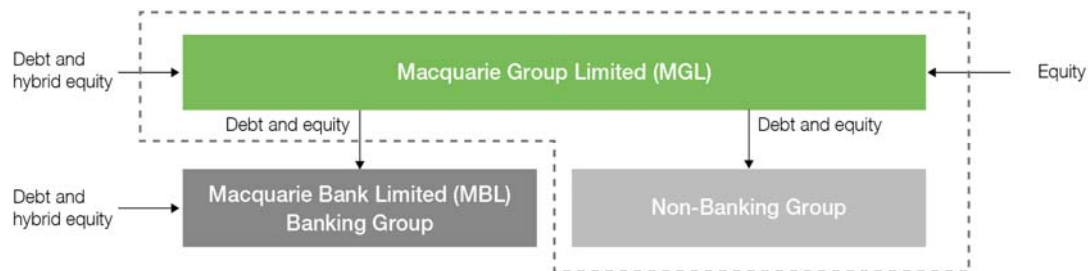 Debt and
hybrid equity
Macquarie Group Limited (MGL)
Equity
Debt and equity
Debt and equity
Debt and
hybrid equity
Macquarie Bank Limited (MBL)
Banking Group
Non-Banking Group